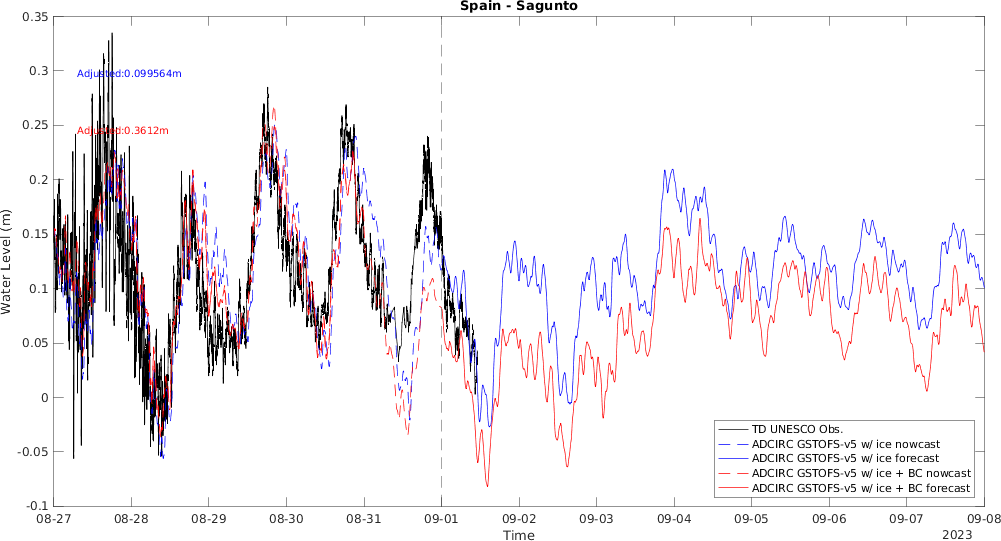 Spain - Sagunto
0.35
0.3
0.25
0.2
0.15
0.1
0.05
0
-0.05
-0.1
Water Level (m)
Adjusted:0.099564m
Adjusted:0.3612m
TD UNESCO Obs.
ADCIRC GSTOFS-v5 w/ ice nowcast
ADCIRC GSTOFS-v5 w/ ice forecast
ADCIRC GSTOFS-v5 w/ ice + BC nowcast
ADCIRC GSTOFS-v5 w/ ice + BC forecast
08-27 08-28 08-29 08-30 08-31 09-01 09-02 09-03 09-04 09-05 09-06 09-07 09-08
Time
2023